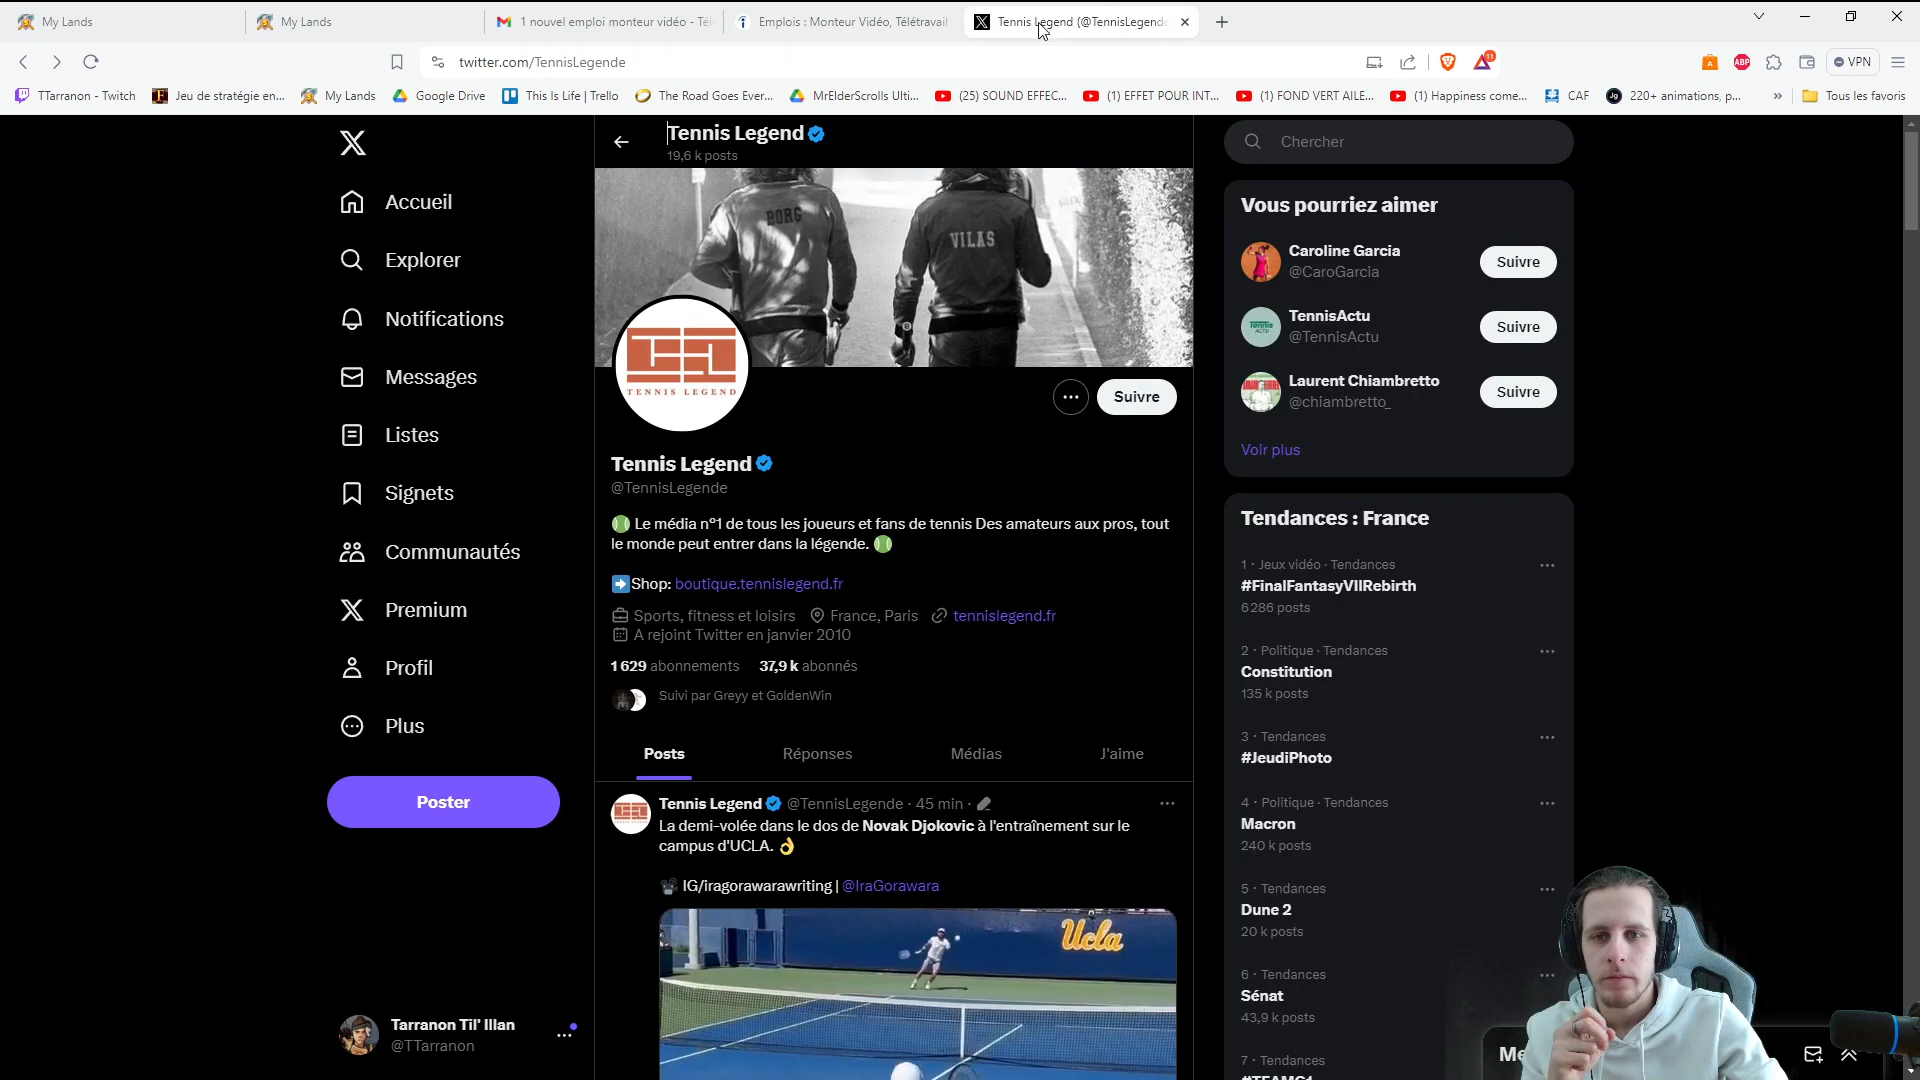 My Lands
My Lands
1 nouvel emploi monteur vidéo - Tél
Emplois : Monteur Vidéo, Télétravail
Tennis Legend (@TennisLegende
twitter.com/TennisLegende
11
VPN
TTarranon - Twitch
Jeu de stratégie en...
My Lands
Google Drive
This Is Life | Trello
The Road Goes Ever...
MrElderScrolls Ulti...
(25) SOUND EFFEC...
(1) EFFET POUR INT...
(1) FOND VERT AILE...
(1) Happiness come...
CAF
220+ animations, p...
Tous les favoris
Accueil
Explorer
Notifications
Messages
Listes
Signets
Communautés
Premium
Profil
Plus
Poster
Tarranon Til' Illan
@TTarranon
Tennis Legend
19,6 k posts
BORG
VILAS
TENNIS LEGEND
Suivre
Tennis Legend
@TennisLegende
Le média n°1 de tous les joueurs et fans de tennis Des amateurs aux pros, tout
le monde peut entrer dans la légende.
Shop: boutique.tennislegend.fr
Sports, fitness et loisirs France, Paris tennislegend.fr
A rejoint Twitter en janvier 2010
1 629 abonnements 37,9 k abonnés
Suivi par Greyy et GoldenWin
Posts
Réponses
Médias
J'aime
Tennis Legend @TennisLegende · 45 min ·
La demi-volée dans le dos de Novak Djokovic à l'entraînement sur le
campus d'UCLA. 👌
IG/iragorawarawriting | @IraGorawara
Ucla
Chercher
Vous pourriez aimer
Caroline Garcia
@CaroGarcia
Suivre
TennisActu
@TennisActu
Suivre
Laurent Chiambretto
@chiambretto_
Suivre
Voir plus
Tendances : France
1 · Jeux vidéo · Tendances
#FinalFantasyVIIRebirth
6 286 posts
2 · Politique · Tendances
Constitution
135 k posts
3 · Tendances
#JeudiPhoto
4 · Politique · Tendances
Macron
240 k posts
5 · Tendances
Dune 2
20 k posts
6 · Tendances
Sénat
43,9 k posts
7 · Tendances
Me